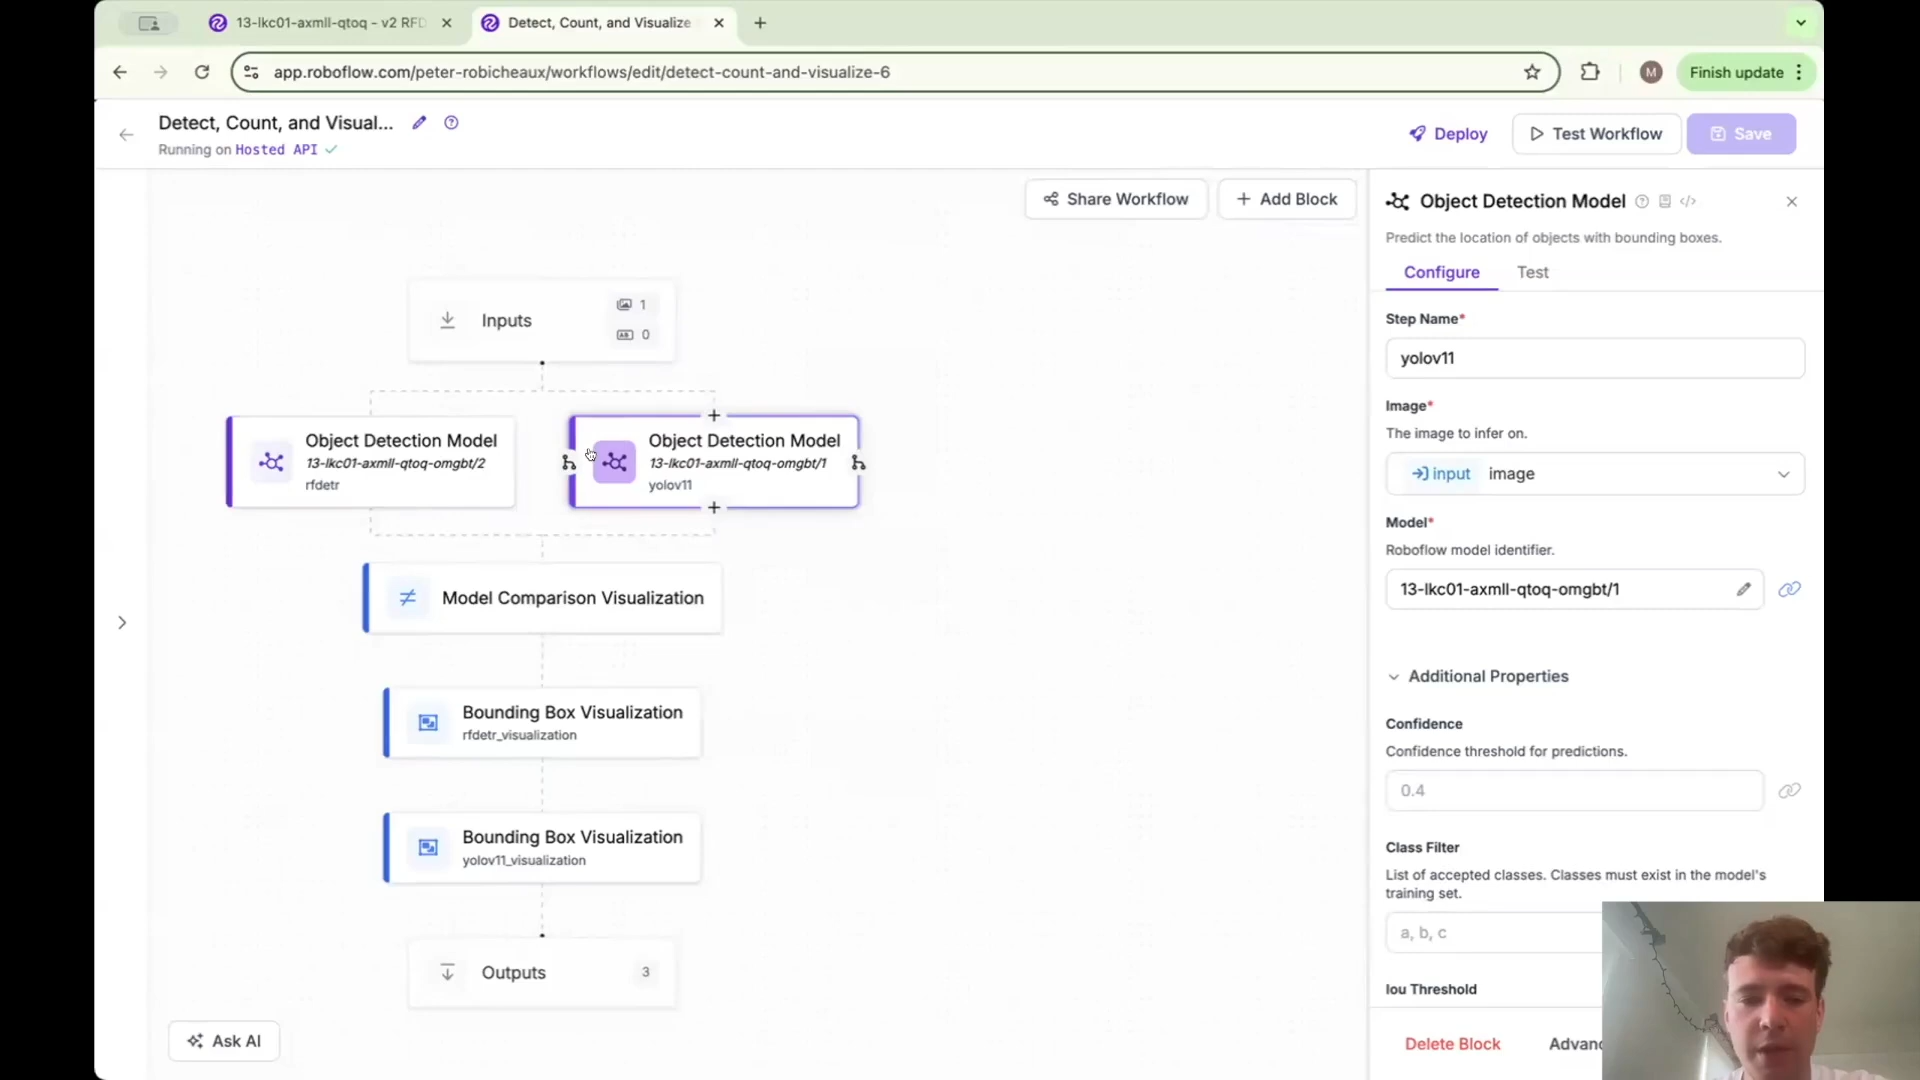 13-lkc01-axmll-qtoq - v2 RFD
Detect, Count, and Visualize
app.roboflow.com/peter-robicheaux/workflows/edit/detect-count-and-visualize-6
M
Finish update
Detect, Count, and Visual...
Running on Hosted API
Deploy
Test Workflow
Save
Share Workflow
Add Block
Inputs
1
0
Object Detection Model
13-lkc01-axmll-qtoq-omgbt/2
rfdetr
Object Detection Model
13-lkc01-axmll-qtoq-omgbt/1
yolov11
Model Comparison Visualization
Bounding Box Visualization
rfdetr_visualization
Bounding Box Visualization
yolov11_visualization
Outputs
3
Ask AI
Object Detection Model
Predict the location of objects with bounding boxes.
Configure
Test
Step Name*
yolov11
Image*
The image to infer on.
input image
Model*
Roboflow model identifier.
13-lkc01-axmll-qtoq-omgbt/1
Additional Properties
Confidence
Confidence threshold for predictions.
0.4
Class Filter
List of accepted classes. Classes must exist in the model's
training set.
a, b, c
Iou Threshold
Delete Block
Advanc